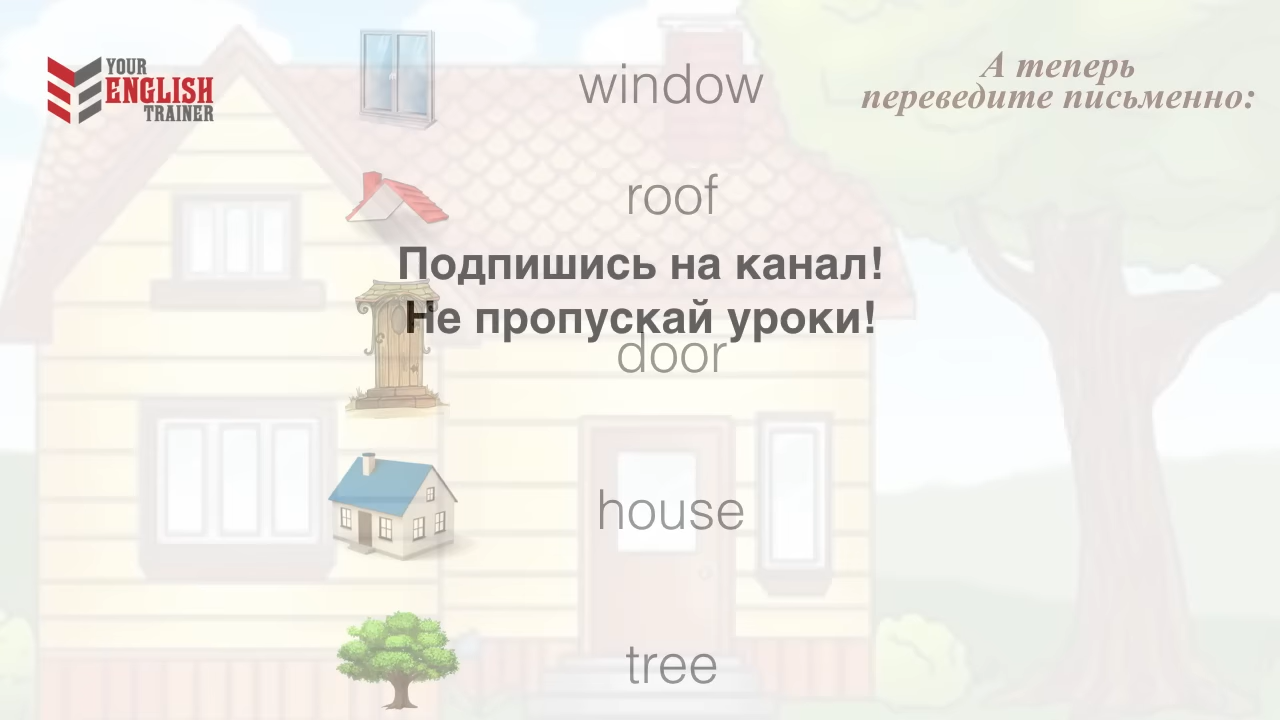 YOUR
ENGLISH
TRAINER
А теперь
переведите письменно:
window
roof
Подпишись на канал!
Не пропускай уроки!
door
house
tree